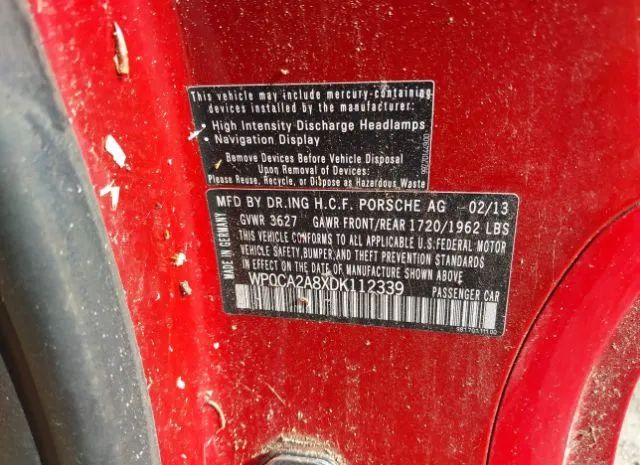 This vehicle may include mercury-containing
devices installed by the manufacturer:
• High Intensity Discharge Headlamps
• Navigation Display
Remove Devices Before Vehicle Disposal
Upon Removal of Devices:
Please Reuse, Recycle, or Dispose as Hazardous Waste
MFD BY DR.ING H.C.F. PORSCHE AG 02/13
GVWR 3627 GAWR FRONT/REAR 1720/1962 LBS
THIS VEHICLE CONFORMS TO ALL APPLICABLE U.S.FEDERAL MOTOR
VEHICLE SAFETY,BUMPER,AND THEFT PREVENTION STANDARDS
IN EFFECT ON THE DATE OF MANUFACTURE SHOWN ABOVE
WP0CA2A8XDK112339 PASSENGER CAR
MADE IN GERMANY